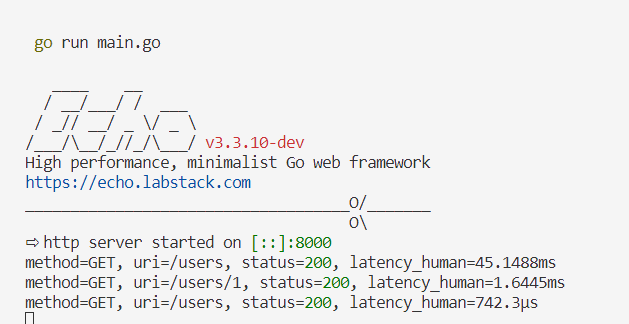 go run main.go
   ____    __
  / __/___/ /  ___
 / _// __/ _ \/ _ \
/___/\__/_//_/\___/ v3.3.10-dev
High performance, minimalist Go web framework
https://echo.labstack.com
____________________________________O/_______
                                    O\
⇨ http server started on [::]:8000
method=GET, uri=/users, status=200, latency_human=45.1488ms
method=GET, uri=/users/1, status=200, latency_human=1.6445ms
method=GET, uri=/users, status=200, latency_human=742.3µs